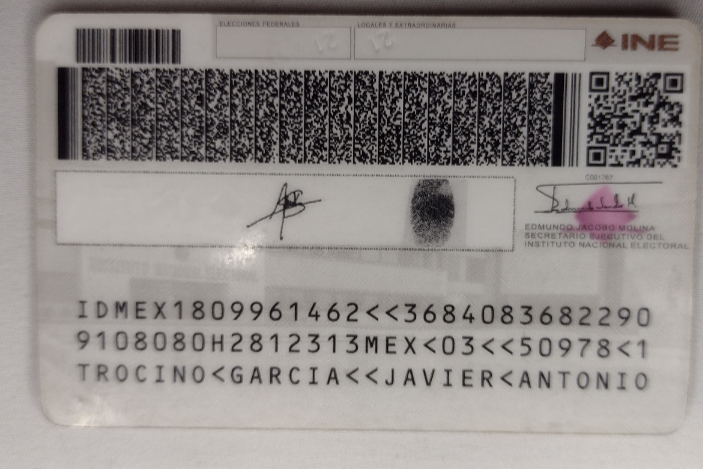 ELECCIONES FEDERALES
LOCALES Y EXTRAORDINARIAS
INE
EDMUNDO JACOBO MOLINA
SECRETARIO EJECUTIVO DEL
INSTITUTO NACIONAL ELECTORAL
IDMEX1809961462<<3684083682290
9108080H2812313MEX<03<<50978<1
TROCINO<GARCIA<<JAVIER<ANTONIO